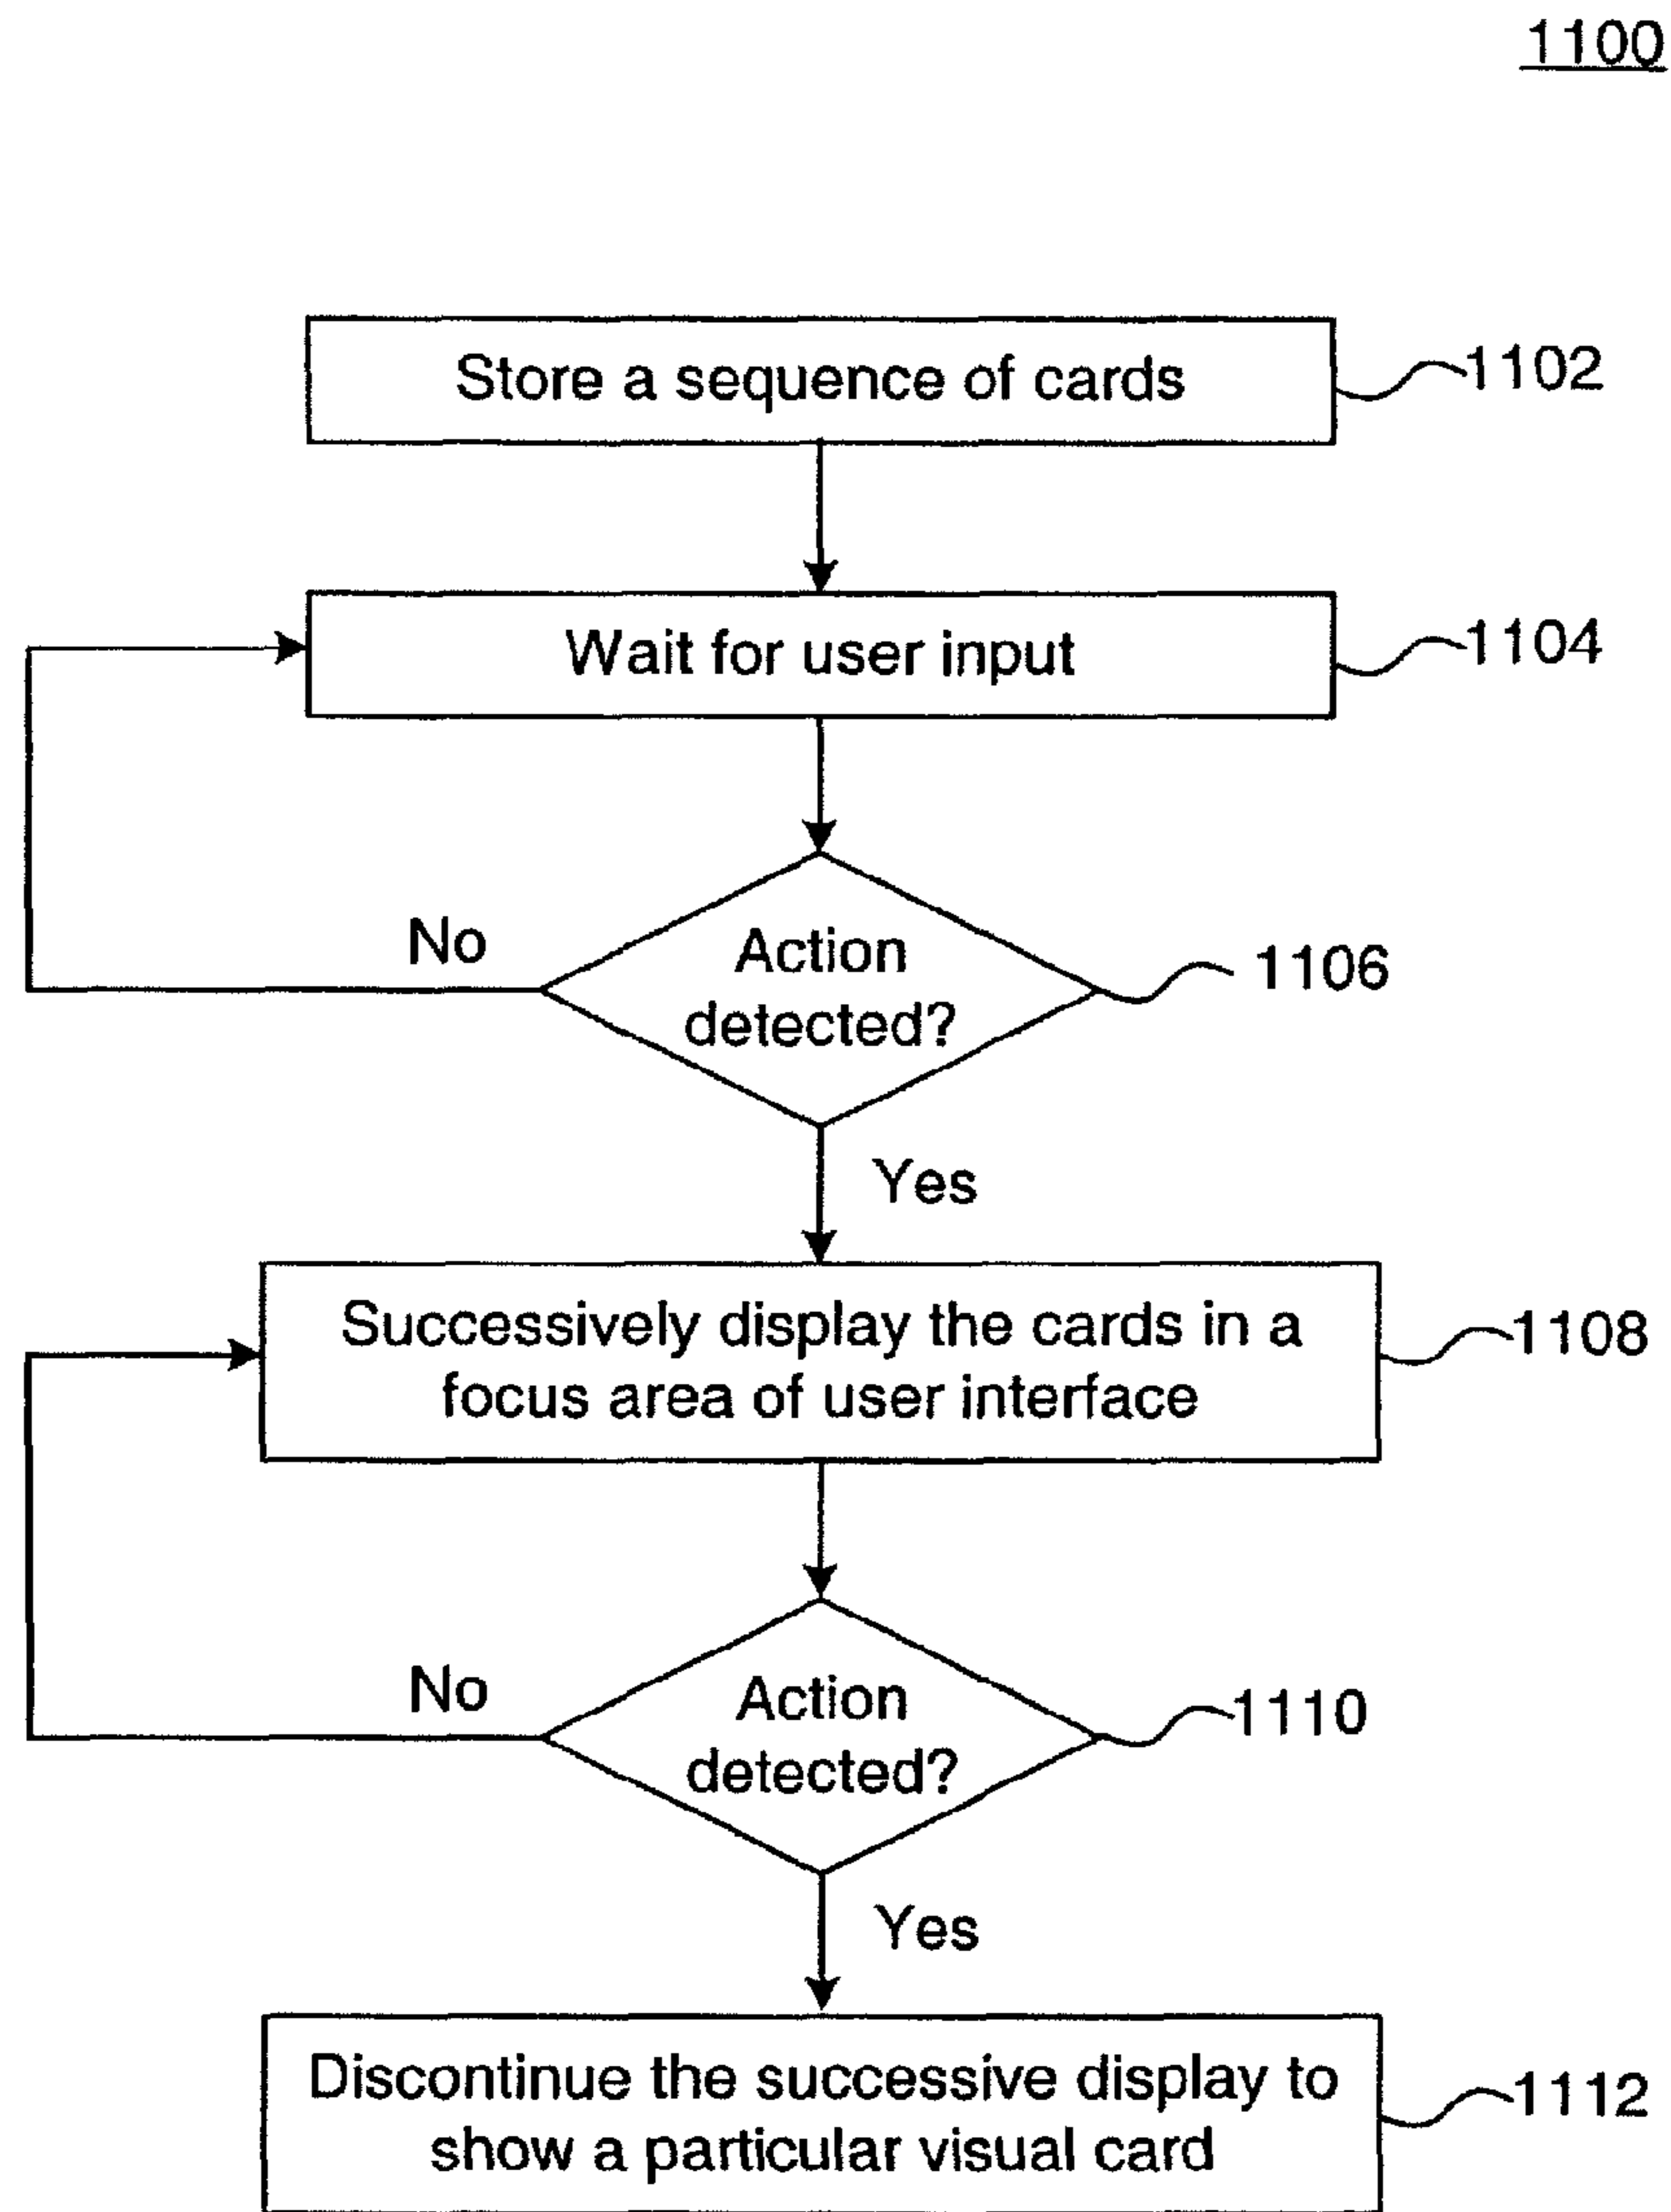 1100
Store a sequence of cards
1102
Wait for user input
1104
Action
detected?
1106
No
Yes
Successively display the cards in a
focus area of user interface
1108
Action
detected?
1110
No
Yes
Discontinue the successive display to
show a particular visual card
1112